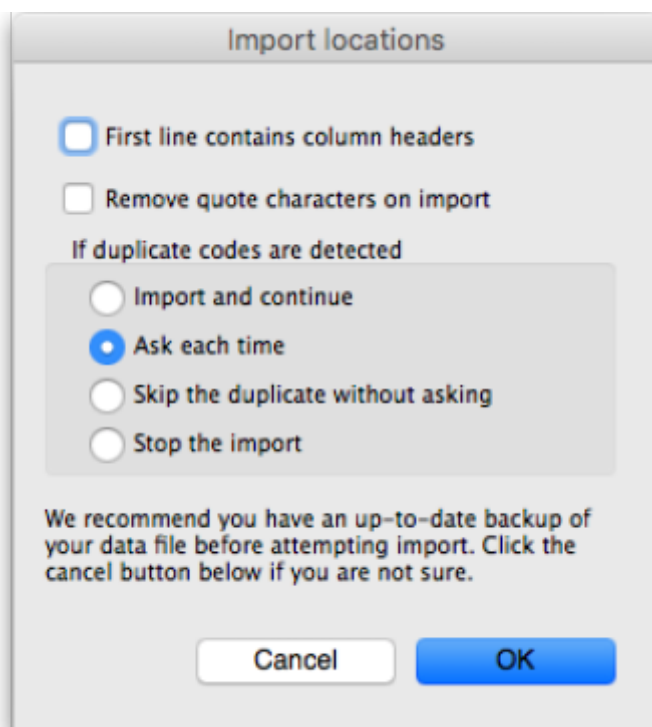 Import locations
First line contains column headers
Remove quote characters on import
If duplicate codes are detected
Import and continue
Ask each time
Skip the duplicate without asking
Stop the import
We recommend you have an up-to-date backup of
your data file before attempting import. Click the
cancel button below if you are not sure.
Cancel
OK